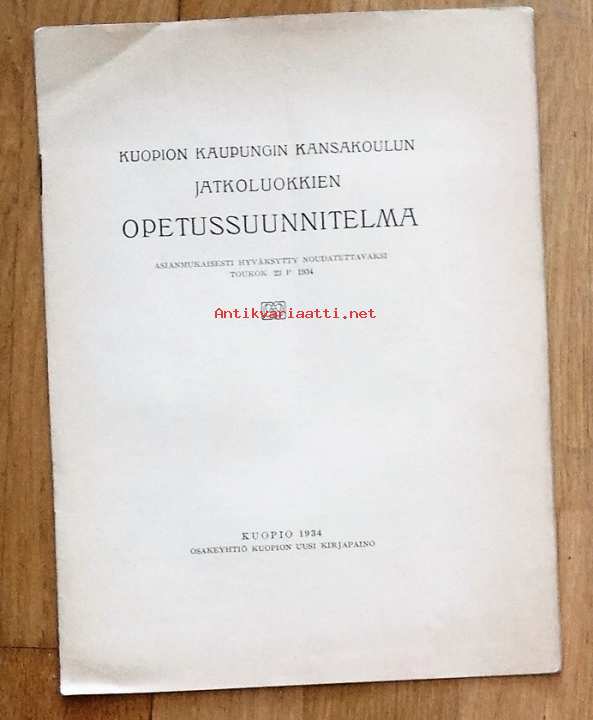 KUOPION KAUPUNGIN KANSAKOULUN
JATKOLUOKKIEN
OPETUSSUUNNITELMA
ASIANMUKAISESTI HYVÄKSYTTY NOUDATETTAVAKSI
TOUKOK. 23 P. 1934
Antikvariaatti.net
KUOPIO 1934
OSAKEYHTIÖ KUOPION UUSI KIRJAPAINO